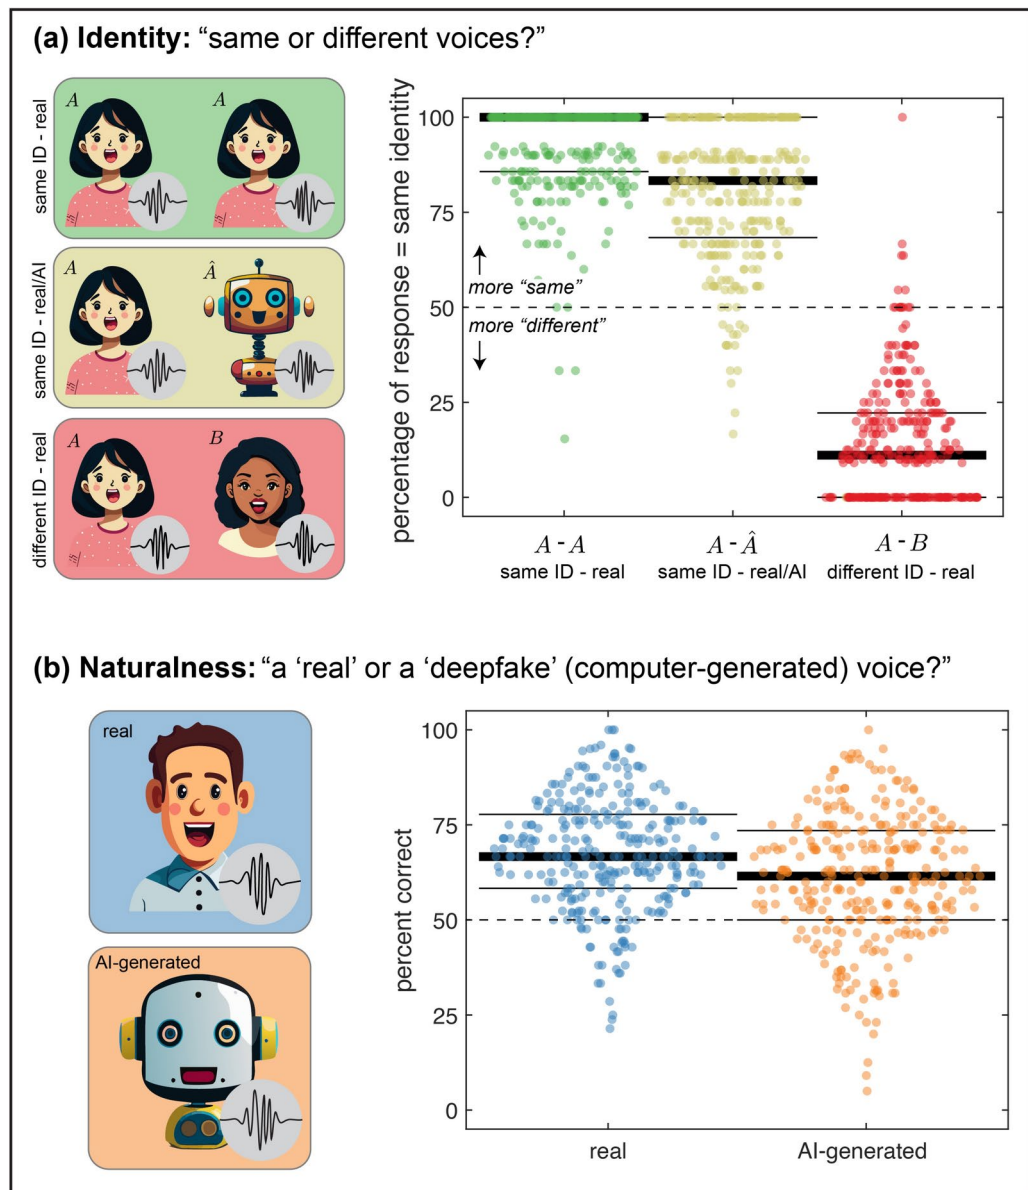 (a) Identity: “same or different voices?”
same ID - real
A
A
same ID - real/AI
A
Â
different ID - real
A
B
percentage of response = same identity
100
75
50
25
0
more “same”
more “different”
A - A
A - Â
A - B
same ID - real
same ID - real/AI
different ID - real
(b) Naturalness: “a ‘real’ or a ‘deepfake’ (computer-generated) voice?”
real
AI-generated
percent correct
100
75
50
25
0
real
AI-generated